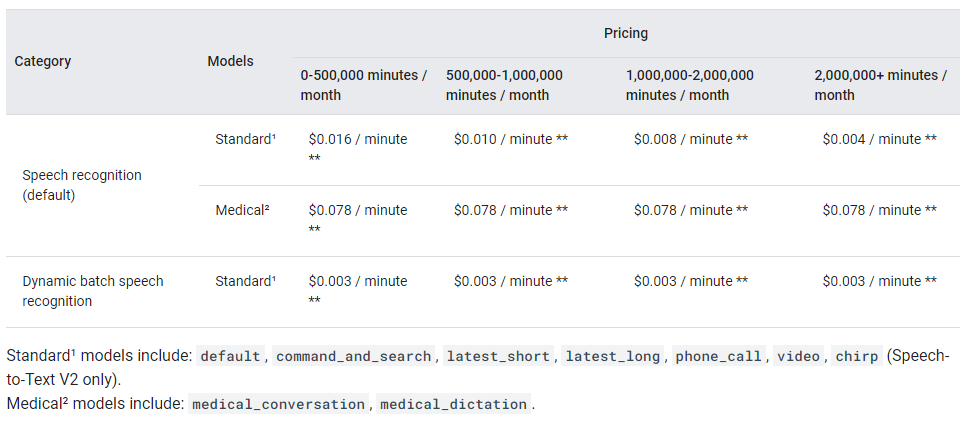 Category
Models
Pricing
0-500,000 minutes /
month
500,000-1,000,000
minutes / month
1,000,000-2,000,000
minutes / month
2,000,000+ minutes /
month
Speech recognition
(default)
Standard¹
$0.016 / minute
**
$0.010 / minute **
$0.008 / minute **
$0.004 / minute **
Medical²
$0.078 / minute
**
$0.078 / minute **
$0.078 / minute **
$0.078 / minute **
Dynamic batch speech
recognition
Standard¹
$0.003 / minute
**
$0.003 / minute **
$0.003 / minute **
$0.003 / minute **
Standard¹ models include: default, command_and_search, latest_short, latest_long, phone_call, video, chirp (Speech-
to-Text V2 only).
Medical² models include: medical_conversation, medical_dictation.